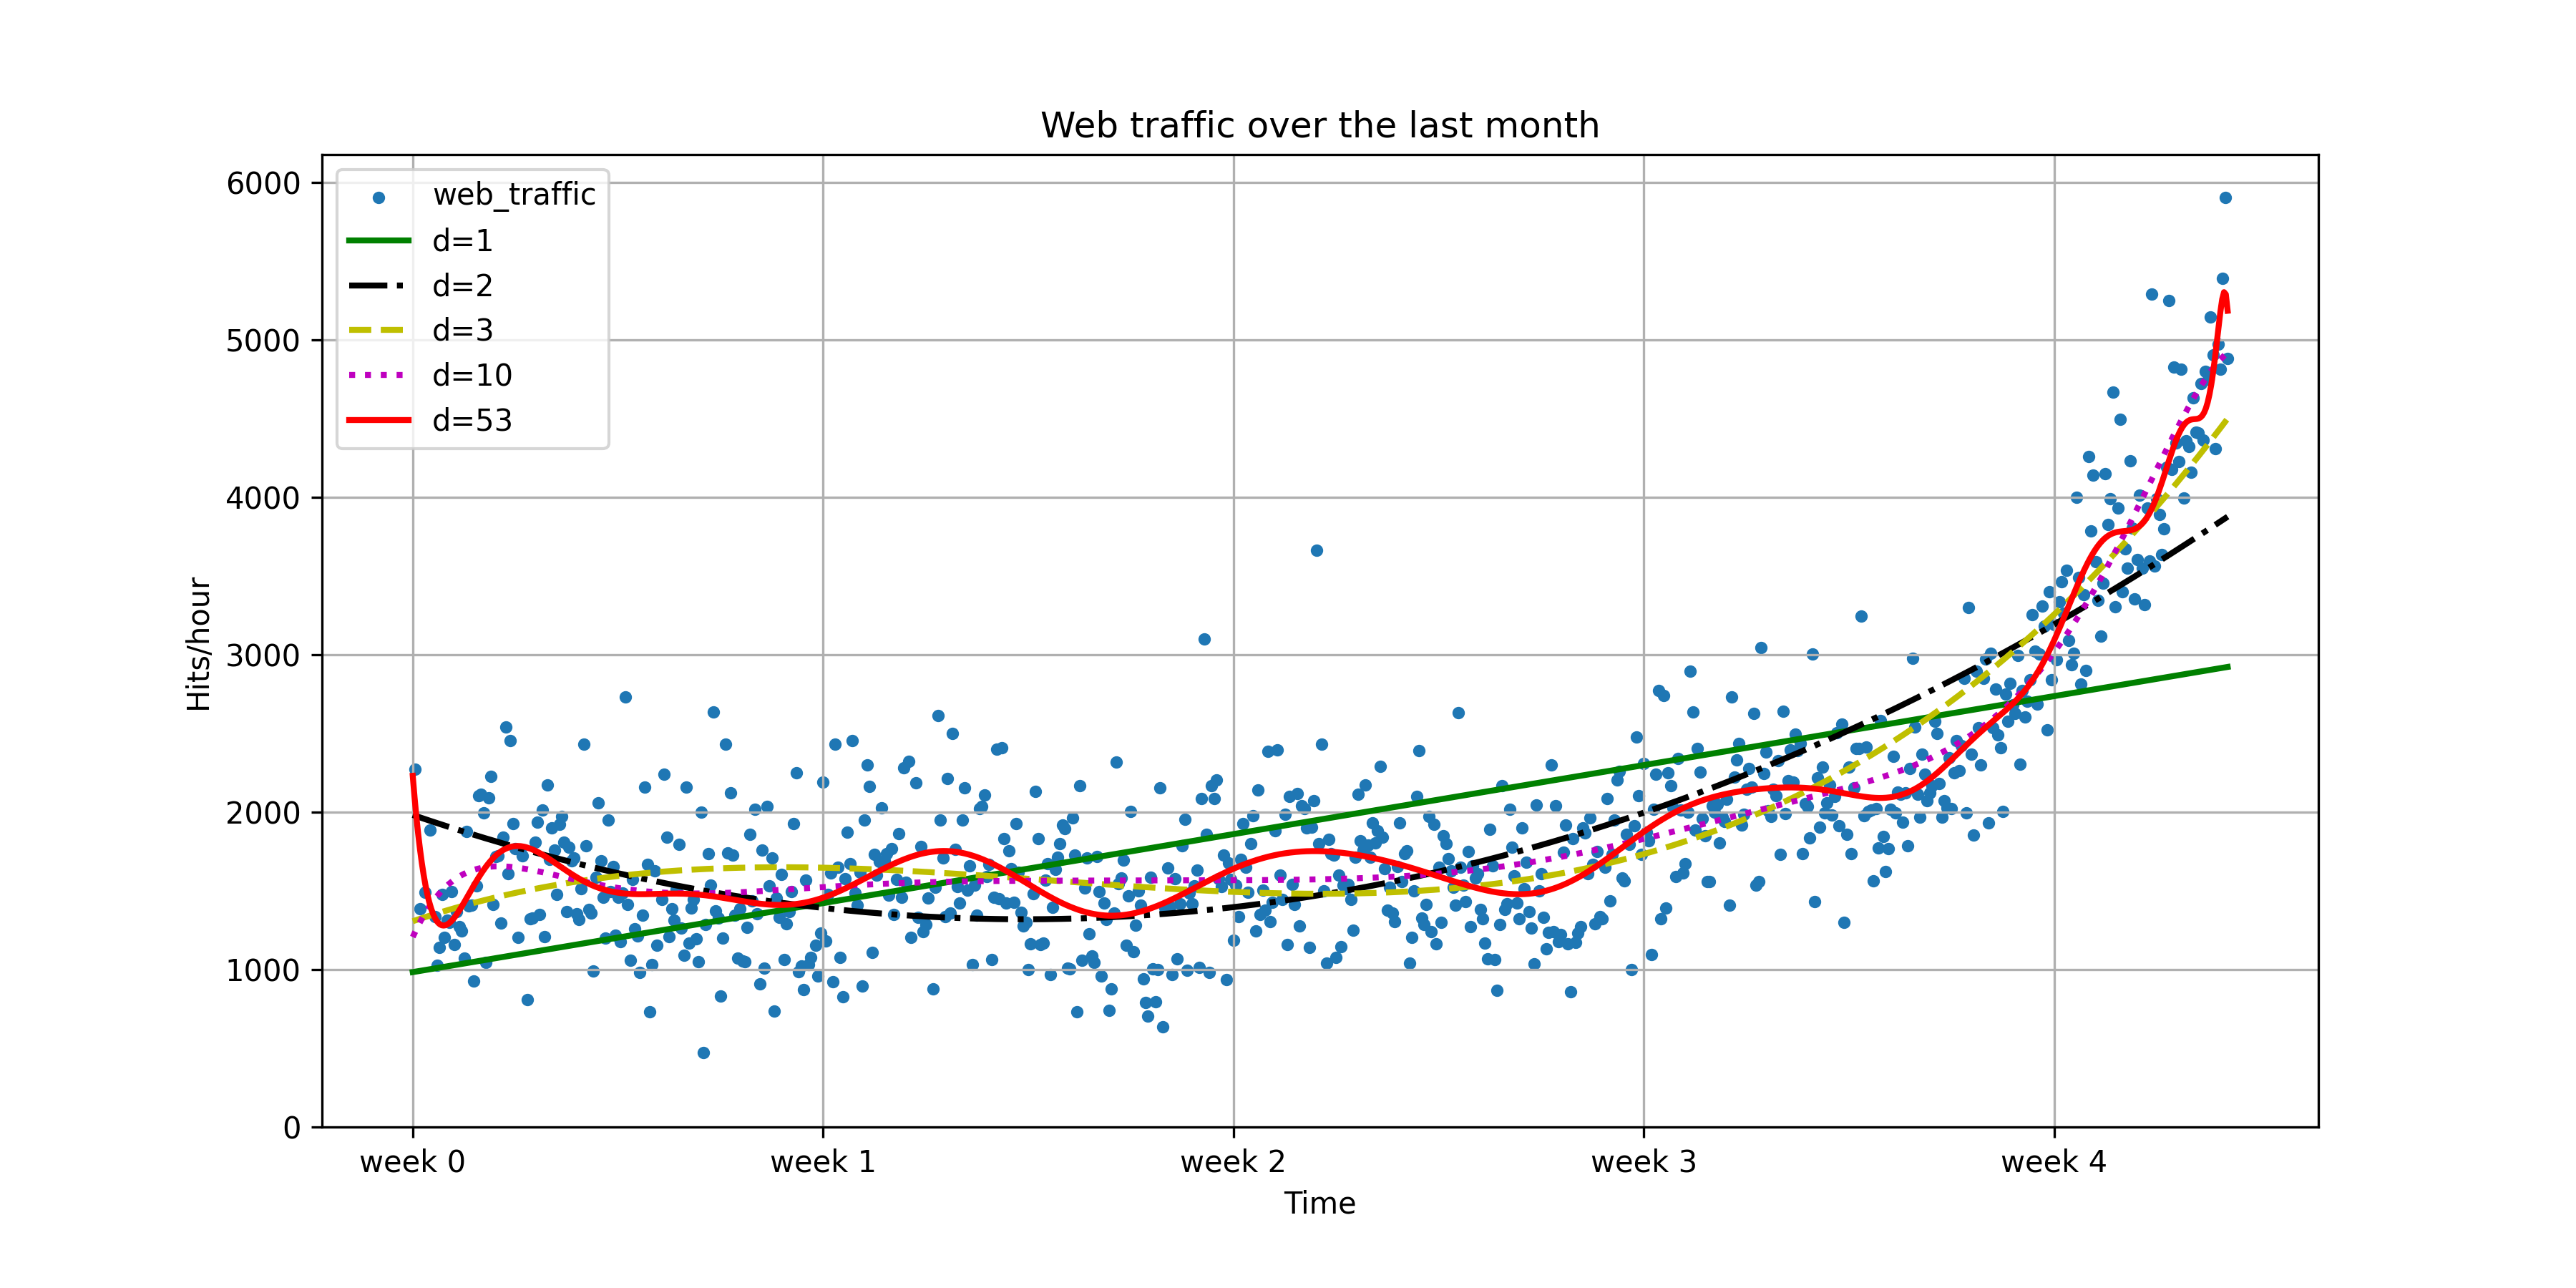 Web traffic over the last month
6000
5000
4000
3000
2000
1000
0
Hits/hour
web_traffic
d=1
d=2
d=3
d=10
d=53
week 0
week 1
week 2
week 3
week 4
Time